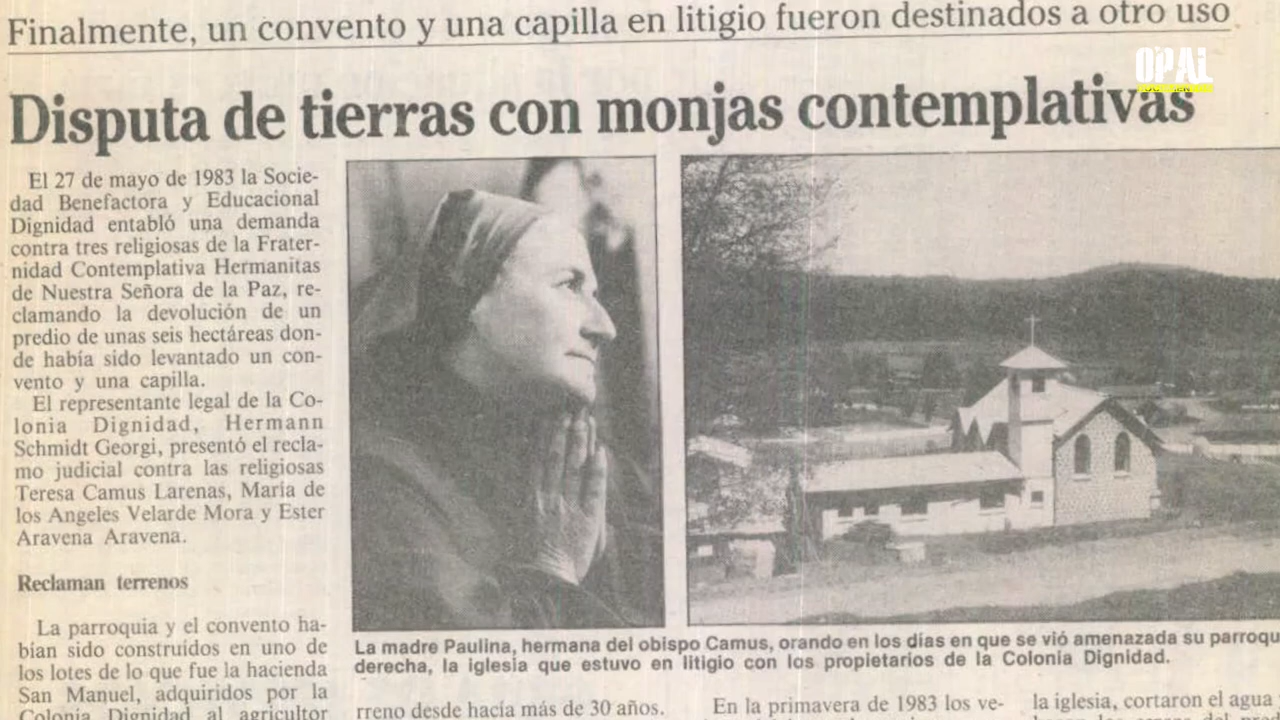 Finalmente, un convento y una capilla en litigio fueron destinados a otro uso
OPAL
Disputa de tierras con monjas contemplativas
El 27 de mayo de 1983 la Socie-
dad Benefactora y Educacional
Dignidad entabló una demanda
contra tres religiosas de la Frater-
nidad Contemplativa Hermanitas
de Nuestra Señora de la Paz, re-
clamando la devolución de un
predio de unas seis hectáreas don-
de había sido levantado un con-
vento y una capilla.
El representante legal de la Co-
lonia Dignidad, Hermann
Schmidt Georgi, presentó el recla-
mo judicial contra las religiosas
Teresa Camus Larenas, María de
los Angeles Velarde Mora y Ester
Aravena Aravena.
Reclaman terrenos
La parroquia y el convento ha-
bían sido construidos en uno de
los lotes de lo que fue la hacienda
San Manuel, adquiridos por la
Colonia Dignidad al agricultor
La madre Paulina, hermana del obispo Camus, orando en los días en que se vió amenazada su parroqu
derecha, la iglesia que estuvo en litigio con los propietarios de la Colonia Dignidad.
rreno desde hacía más de 30 años.
En la primavera de 1983 los ve-
la iglesia, cortaron el agua